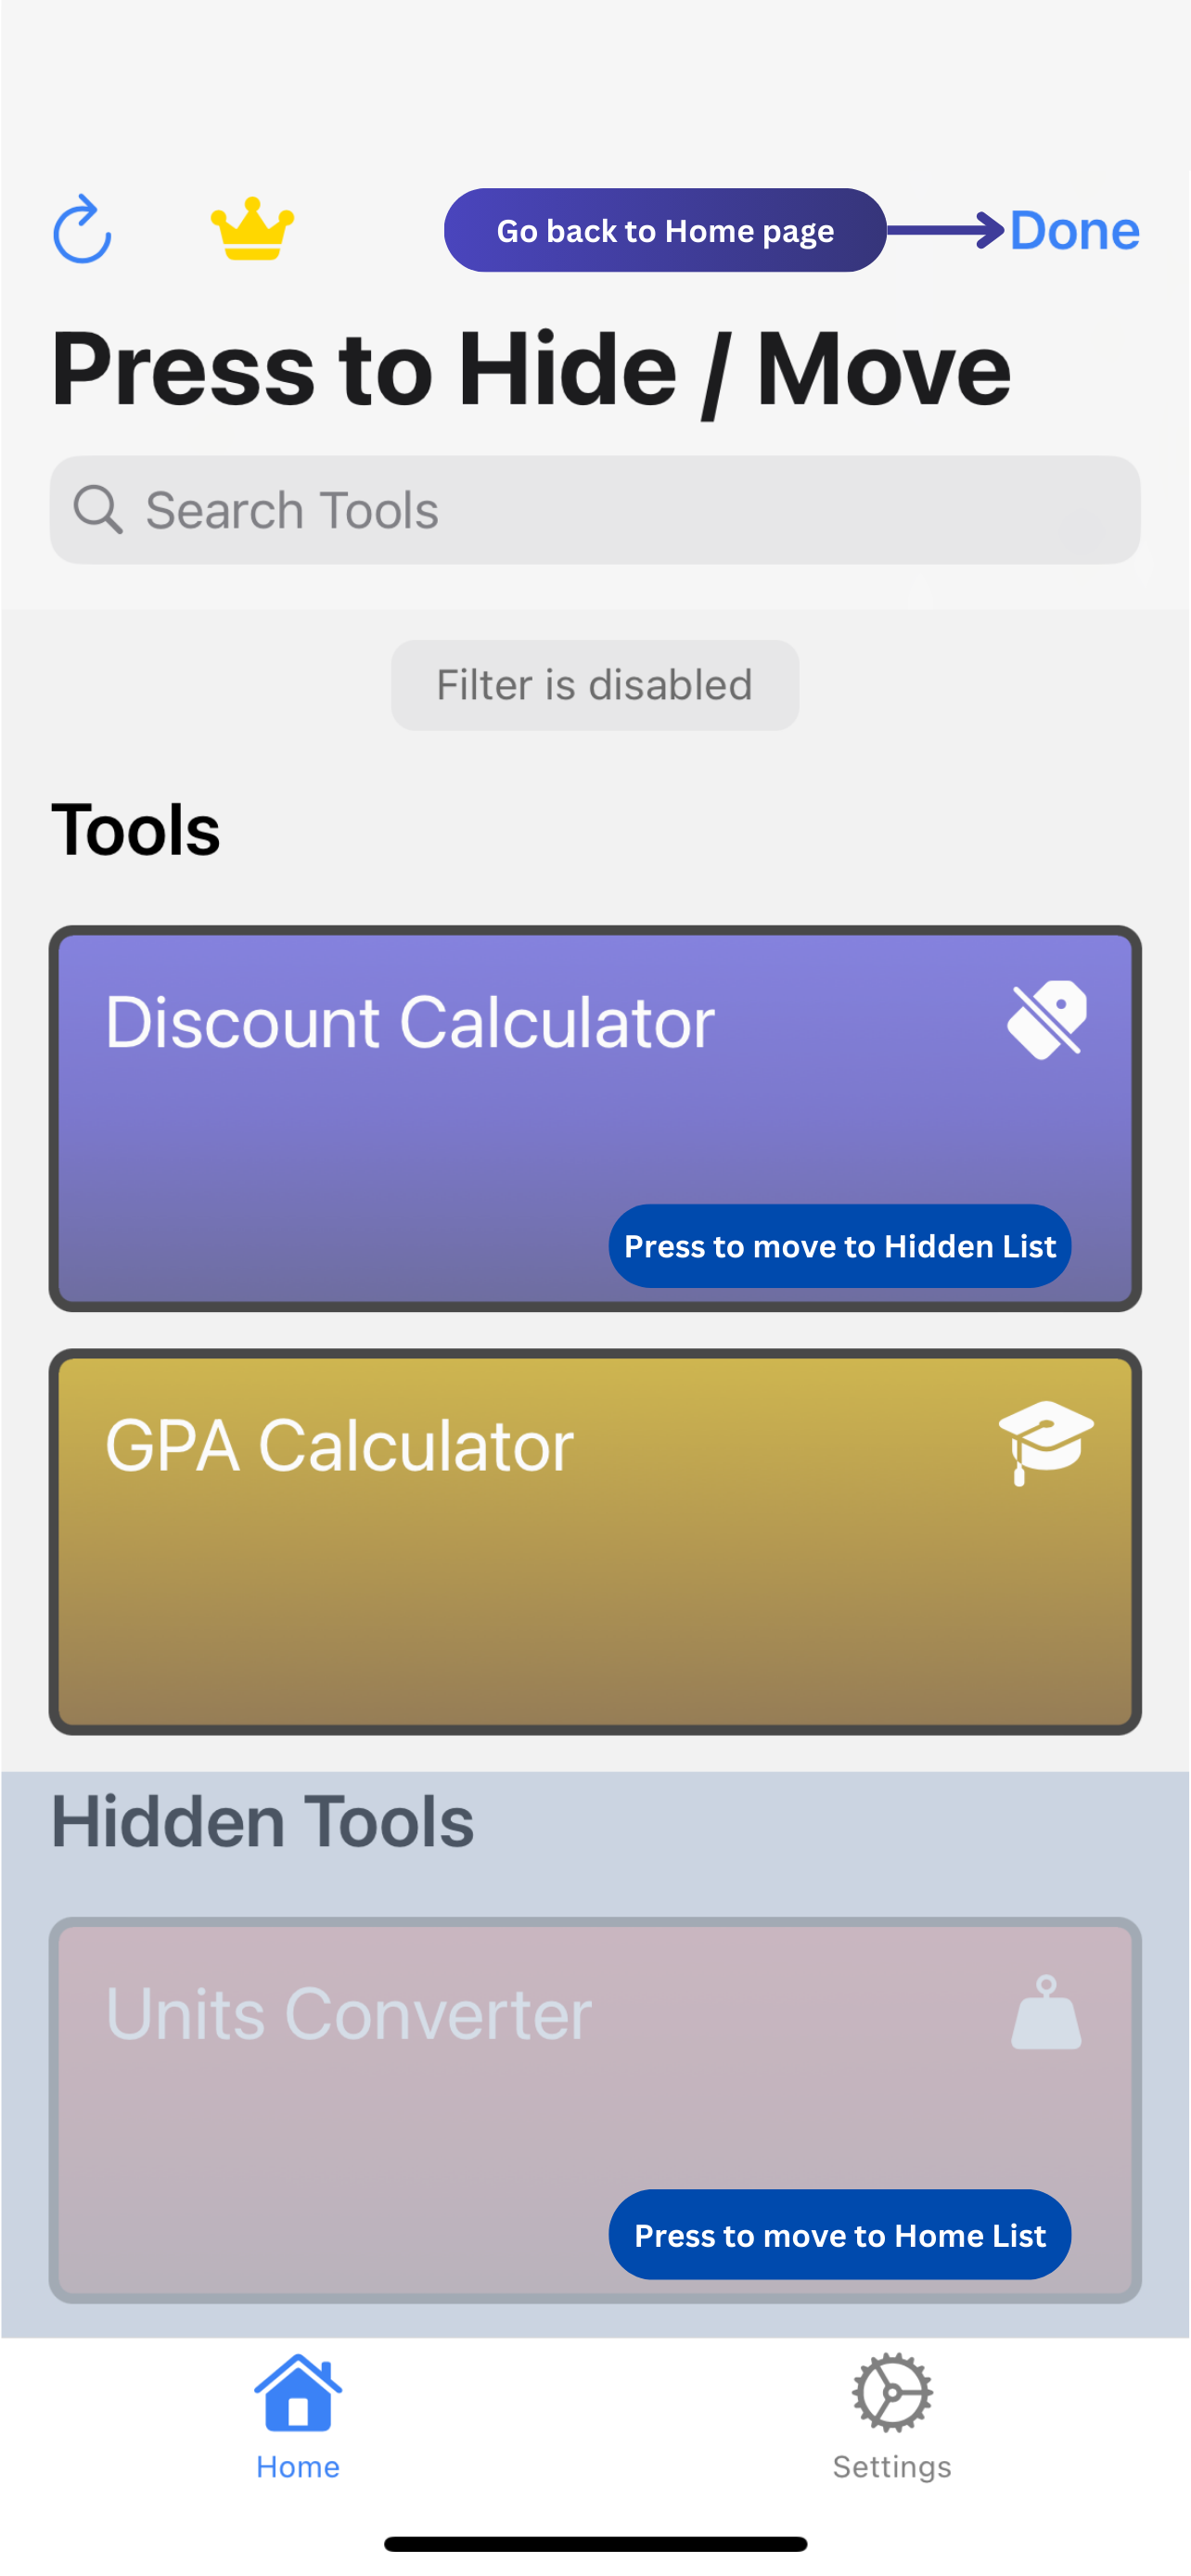 Go back to Home page
Done
Press to Hide / Move
Search Tools
Filter is disabled
Tools
Discount Calculator
Press to move to Hidden List
GPA Calculator
Hidden Tools
Units Converter
Press to move to Home List
Home
Settings